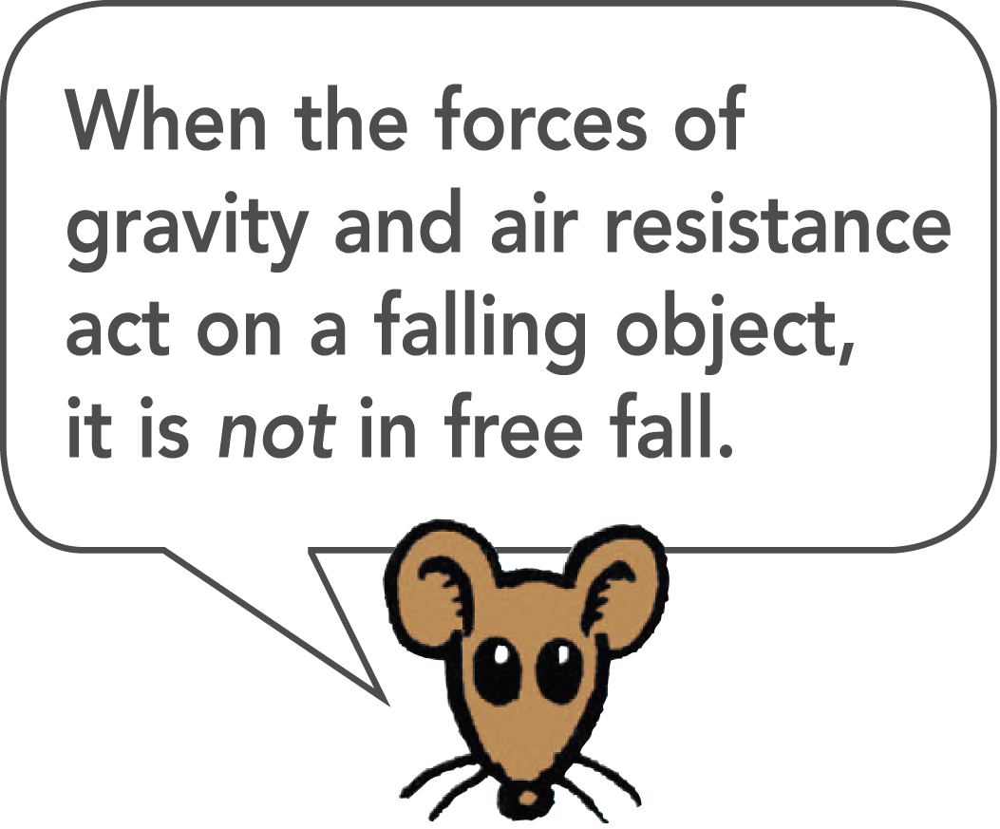 When the forces of
gravity and air resistance
act on a falling object,
it is not in free fall.